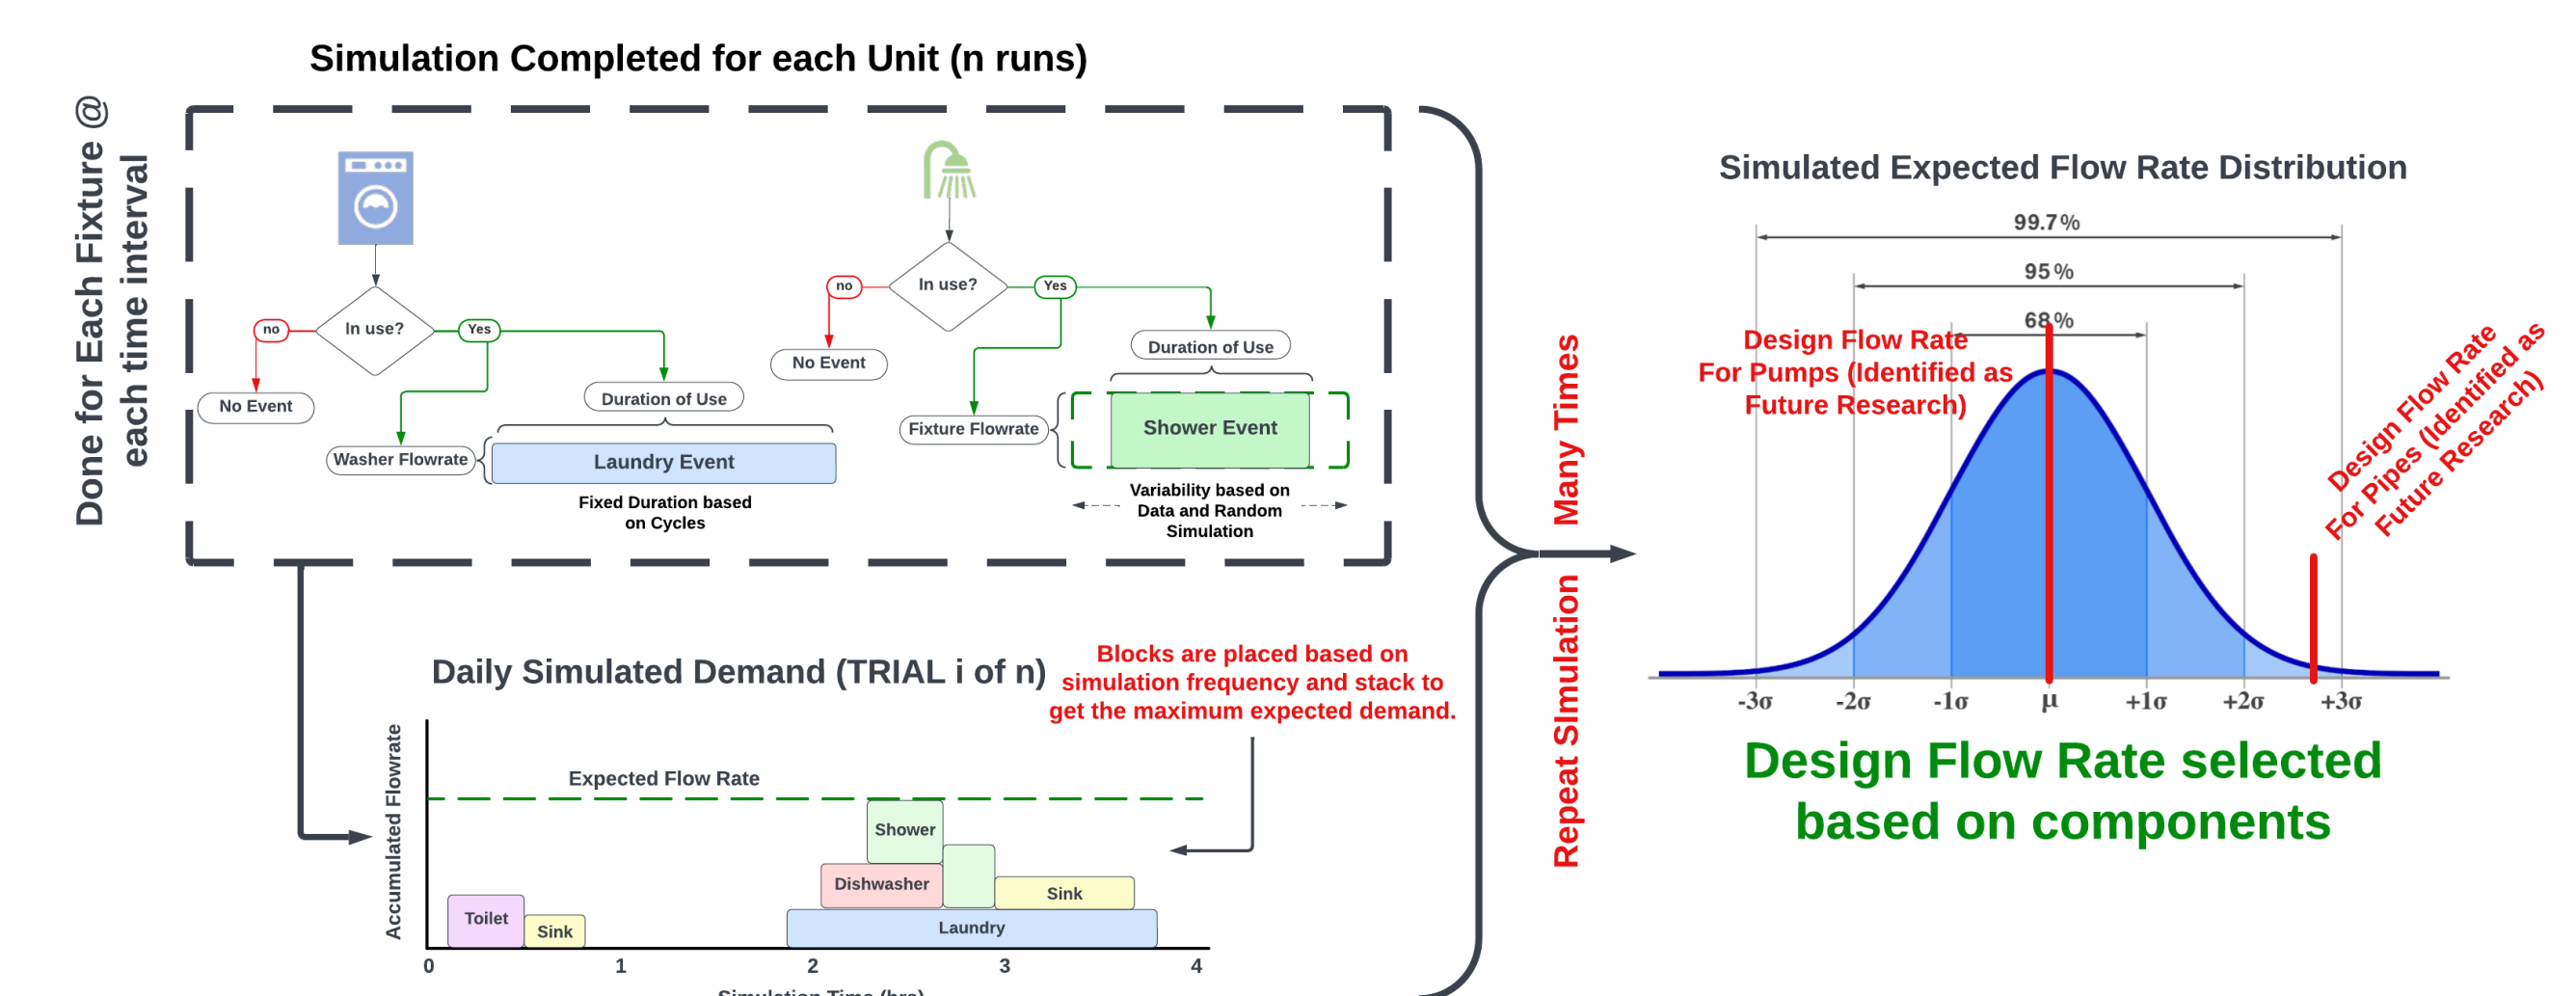 Simulation Completed for each Unit (n runs)
Done for Each Fixture @
each time interval
In use?
no
Yes
No Event
Duration of Use
Washer Flowrate
Laundry Event
Fixed Duration based
on Cycles
In use?
no
Yes
No Event
Duration of Use
Fixture Flowrate
Shower Event
Variability based on
Data and Random
Simulation
Daily Simulated Demand (TRIAL i of n)
Blocks are placed based on
simulation frequency and stack to
get the maximum expected demand.
Accumulated Flowrate
Expected Flow Rate
Shower
Dishwasher
Sink
Toilet
Sink
Laundry
0 1 2 3 4
Simulation Time (hrs)
Repeat SImulation Many Times
Simulated Expected Flow Rate Distribution
99.7%
95%
68%
Design Flow Rate
For Pumps (Identified as
Future Research)
Design Flow Rate
For Pipes (Identified as
Future Research)
-3σ -2σ -1σ μ +1σ +2σ +3σ
Design Flow Rate selected
based on components